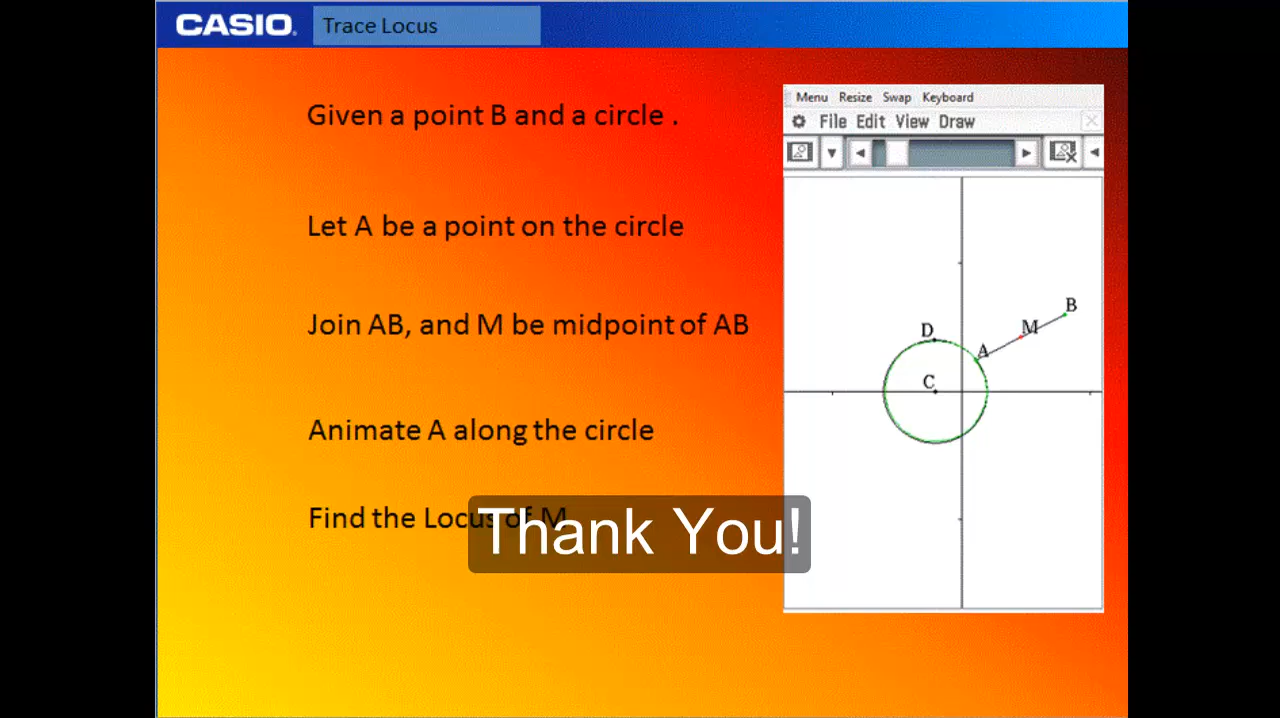 CASIO Trace Locus
Given a point B and a circle .
Let A be a point on the circle
Join AB, and M be midpoint of AB
Animate A along the circle
Find the Locus of M
Thank You!
Menu Resize Swap Keyboard
File Edit View Draw
B
M
D
A
C